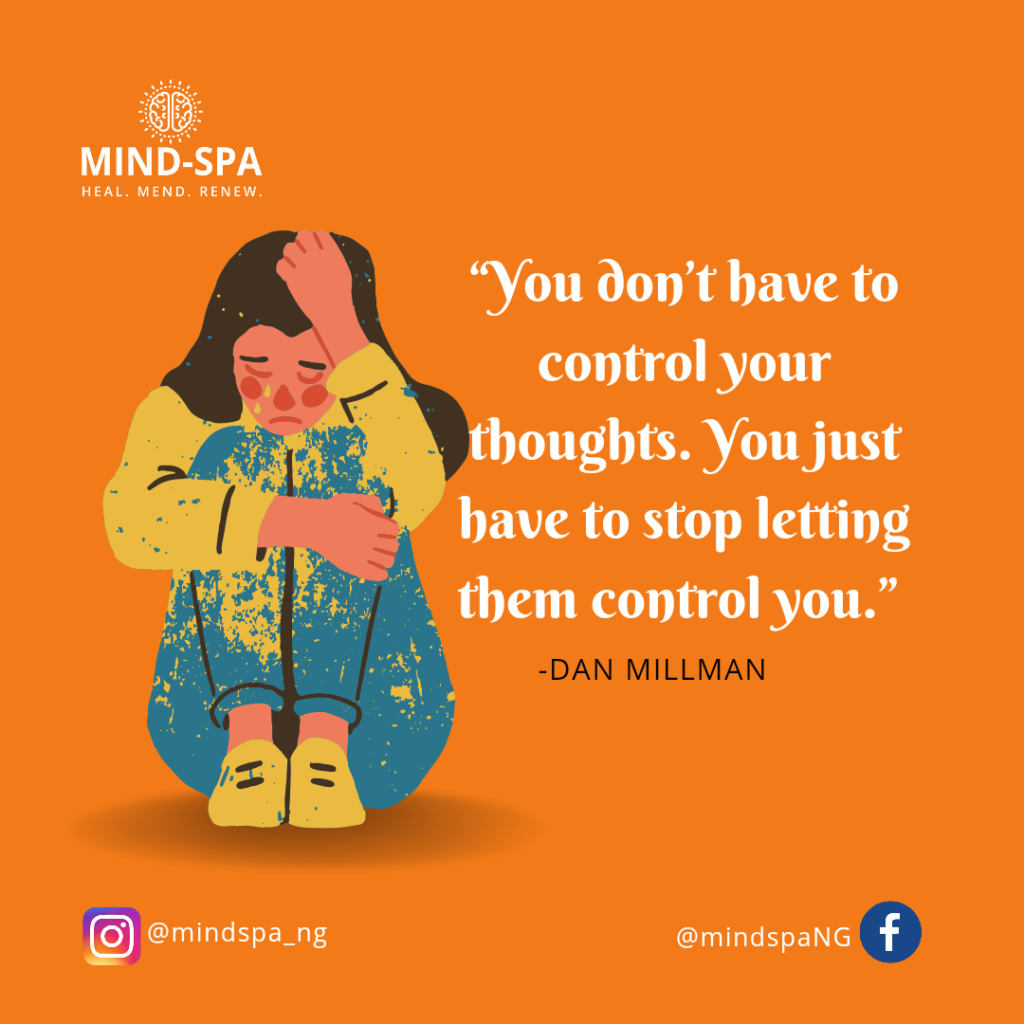 MIND-SPA
HEAL. MEND. RENEW.
“You don’t have to
control your
thoughts. You just
have to stop letting
them control you.”
-DAN MILLMAN
@mindspa_ng
@mindspaNG